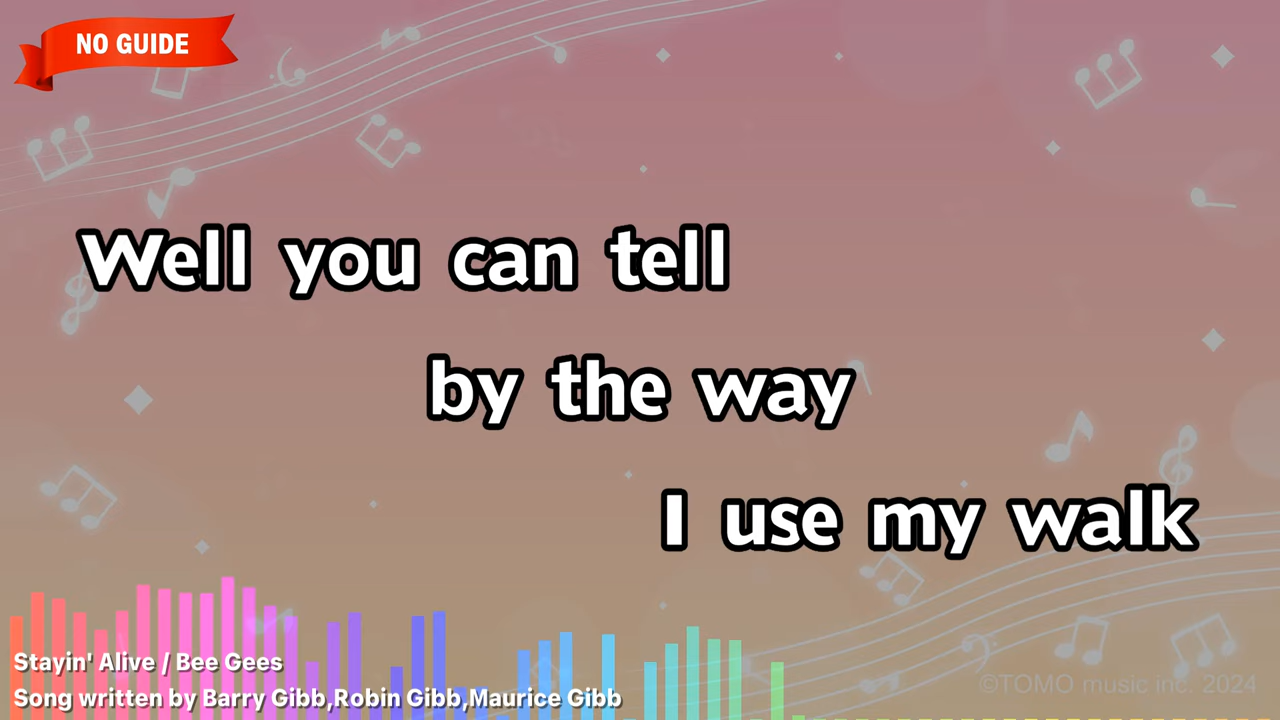 NO GUIDE
Well you can tell
by the way
I use my walk
Stayin' Alive / Bee Gees
Song written by Barry Gibb,Robin Gibb,Maurice Gibb
©TOMO music inc. 2024